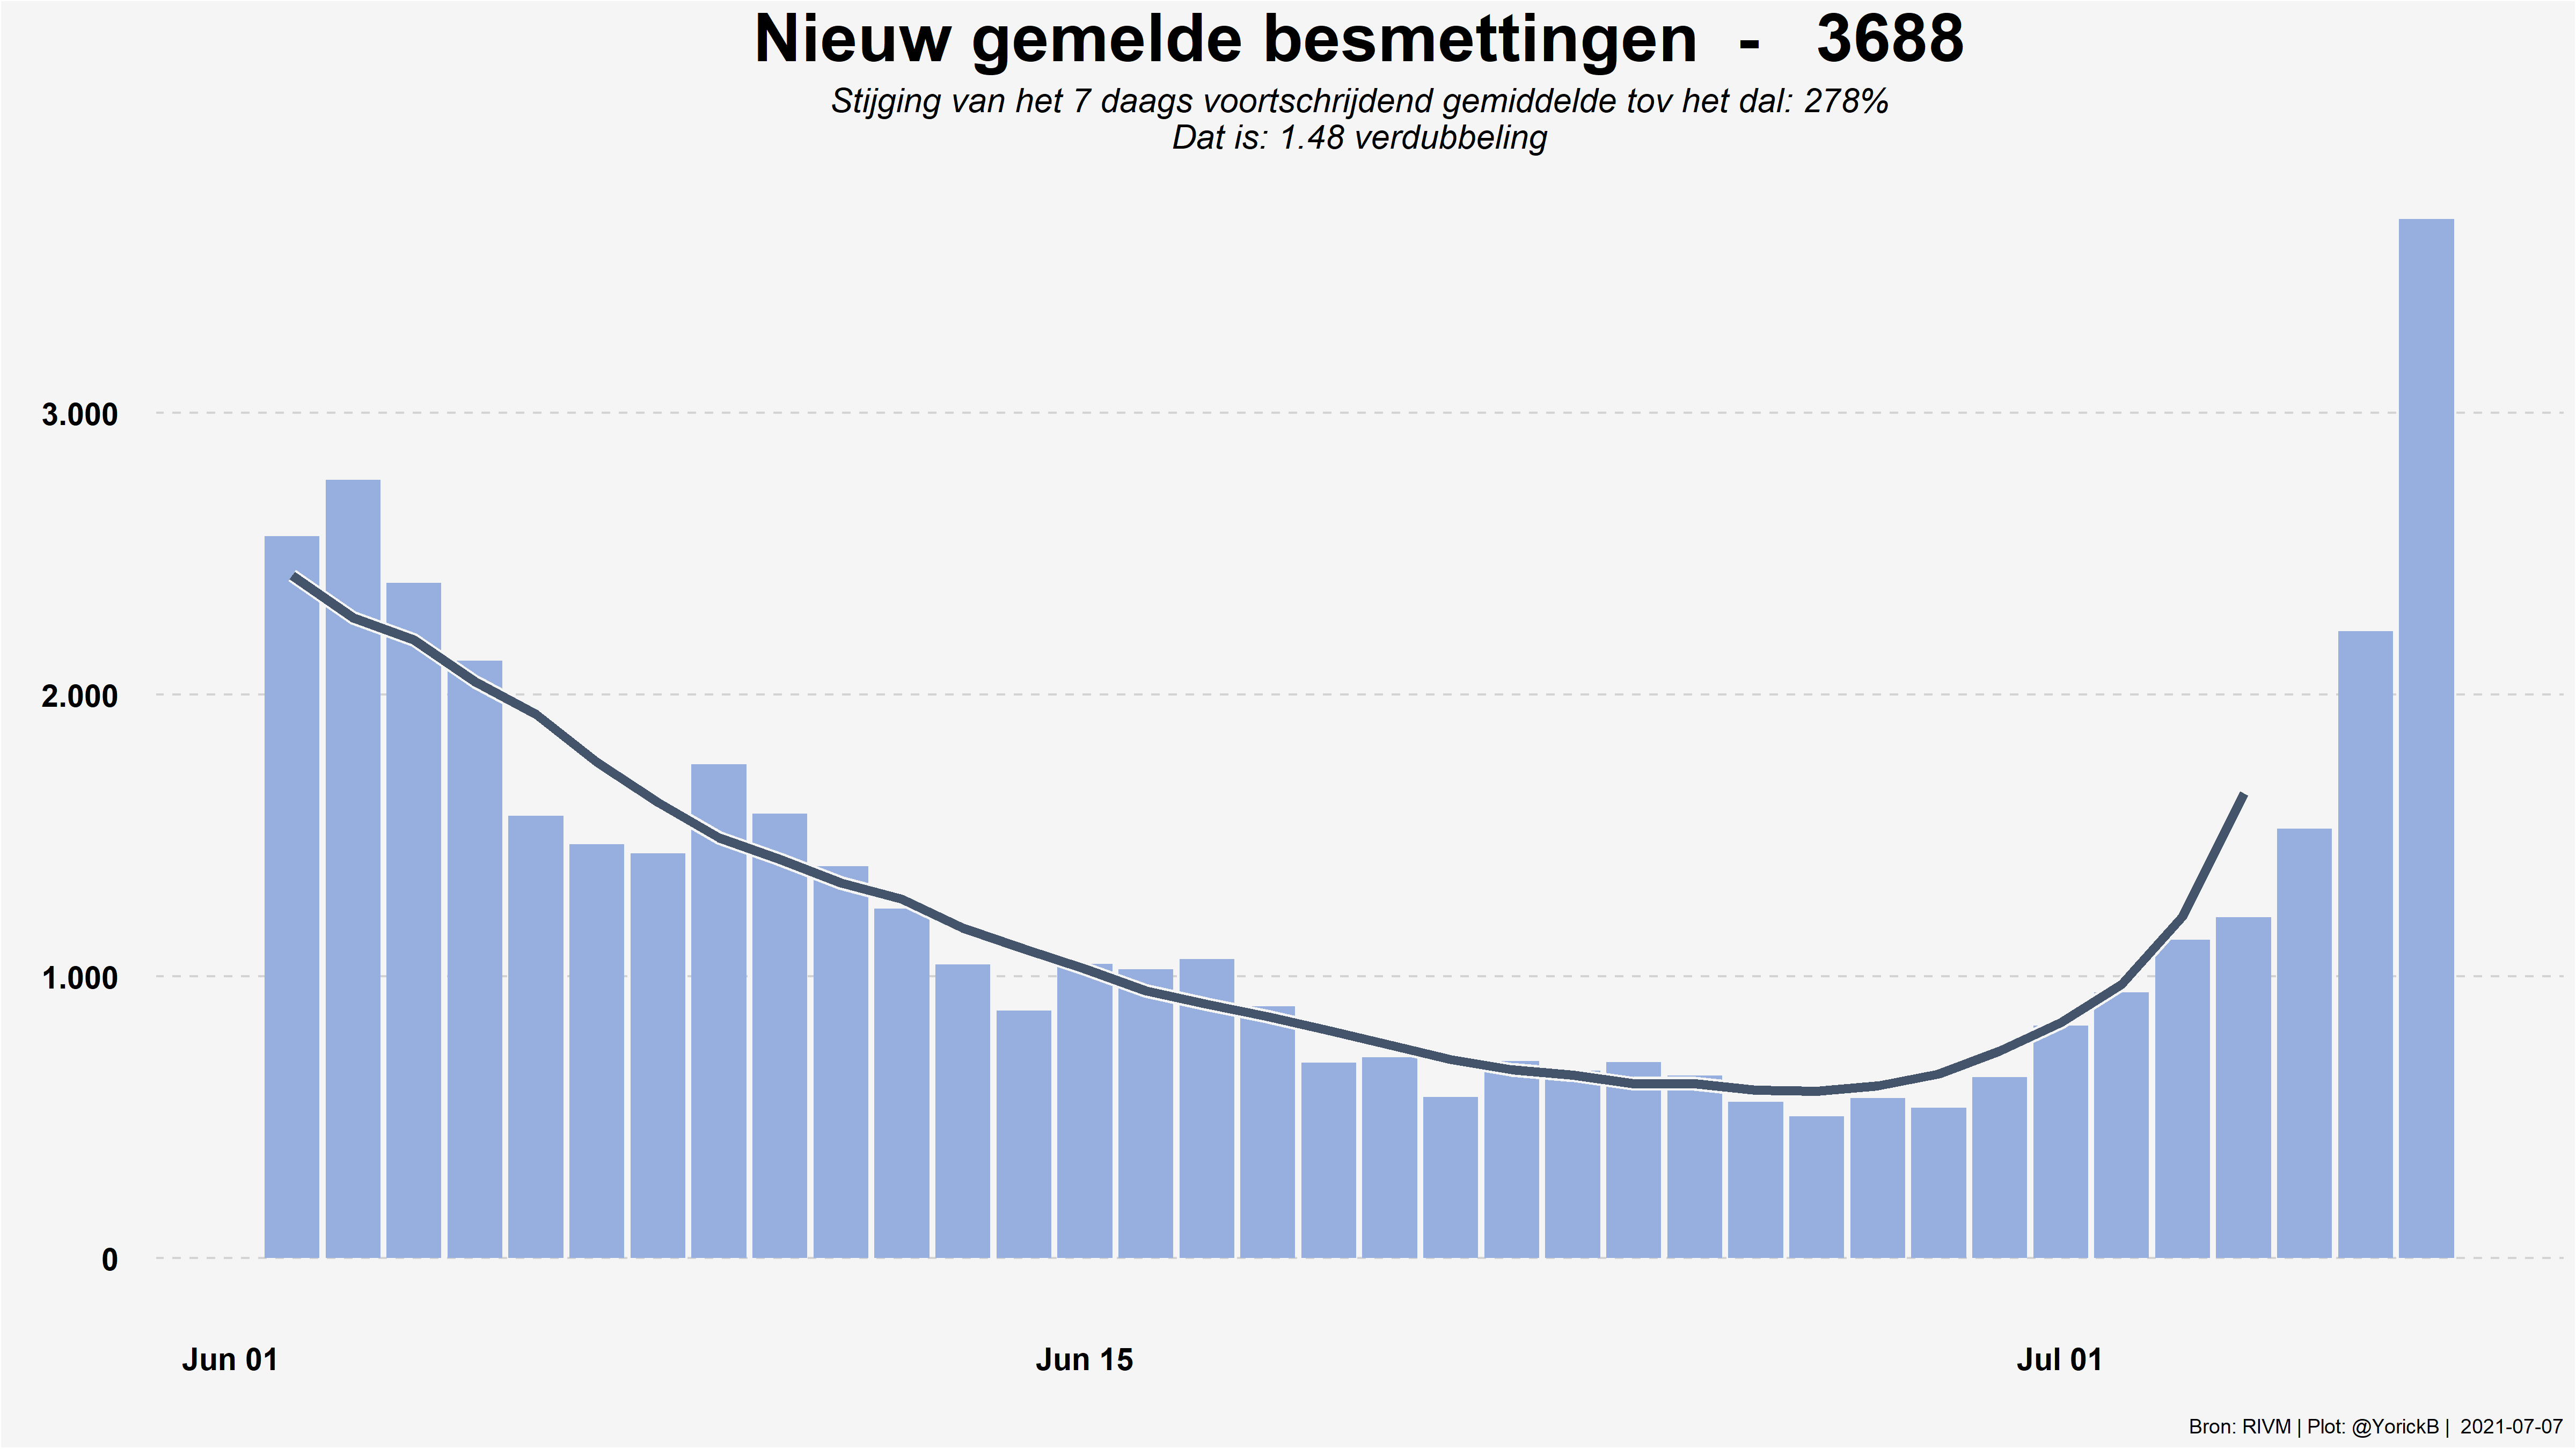 Nieuw gemelde besmettingen - 3688
Stijging van het 7 daags voortschrijdend gemiddelde tov het dal: 278%
Dat is: 1.48 verdubbeling
3.000
2.000
1.000
0
Jun 01
Jun 15
Jul 01
Bron: RIVM | Plot: @YorickB | 2021-07-07